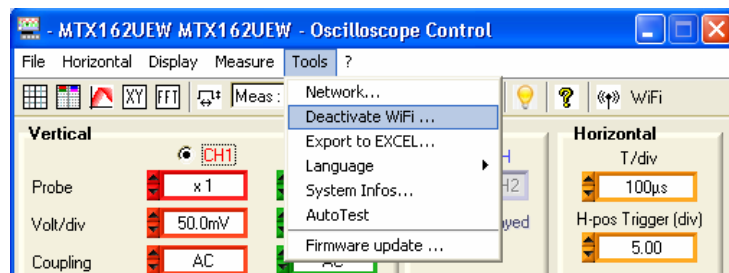 - MTX162UEW MTX162UEW - Oscilloscope Control
File Horizontal Display Measure Tools ?
XY FFT Meas: WiFi
Network...
Deactivate WiFi ...
Export to EXCEL...
Language
System Infos...
AutoTest
Firmware update ...
Vertical
CH1
Probe x 1
Volt/div 50.0mV
Coupling AC AC
H
H2
yed
Horizontal
T/div
100µs
H-pos Trigger (div)
5.00